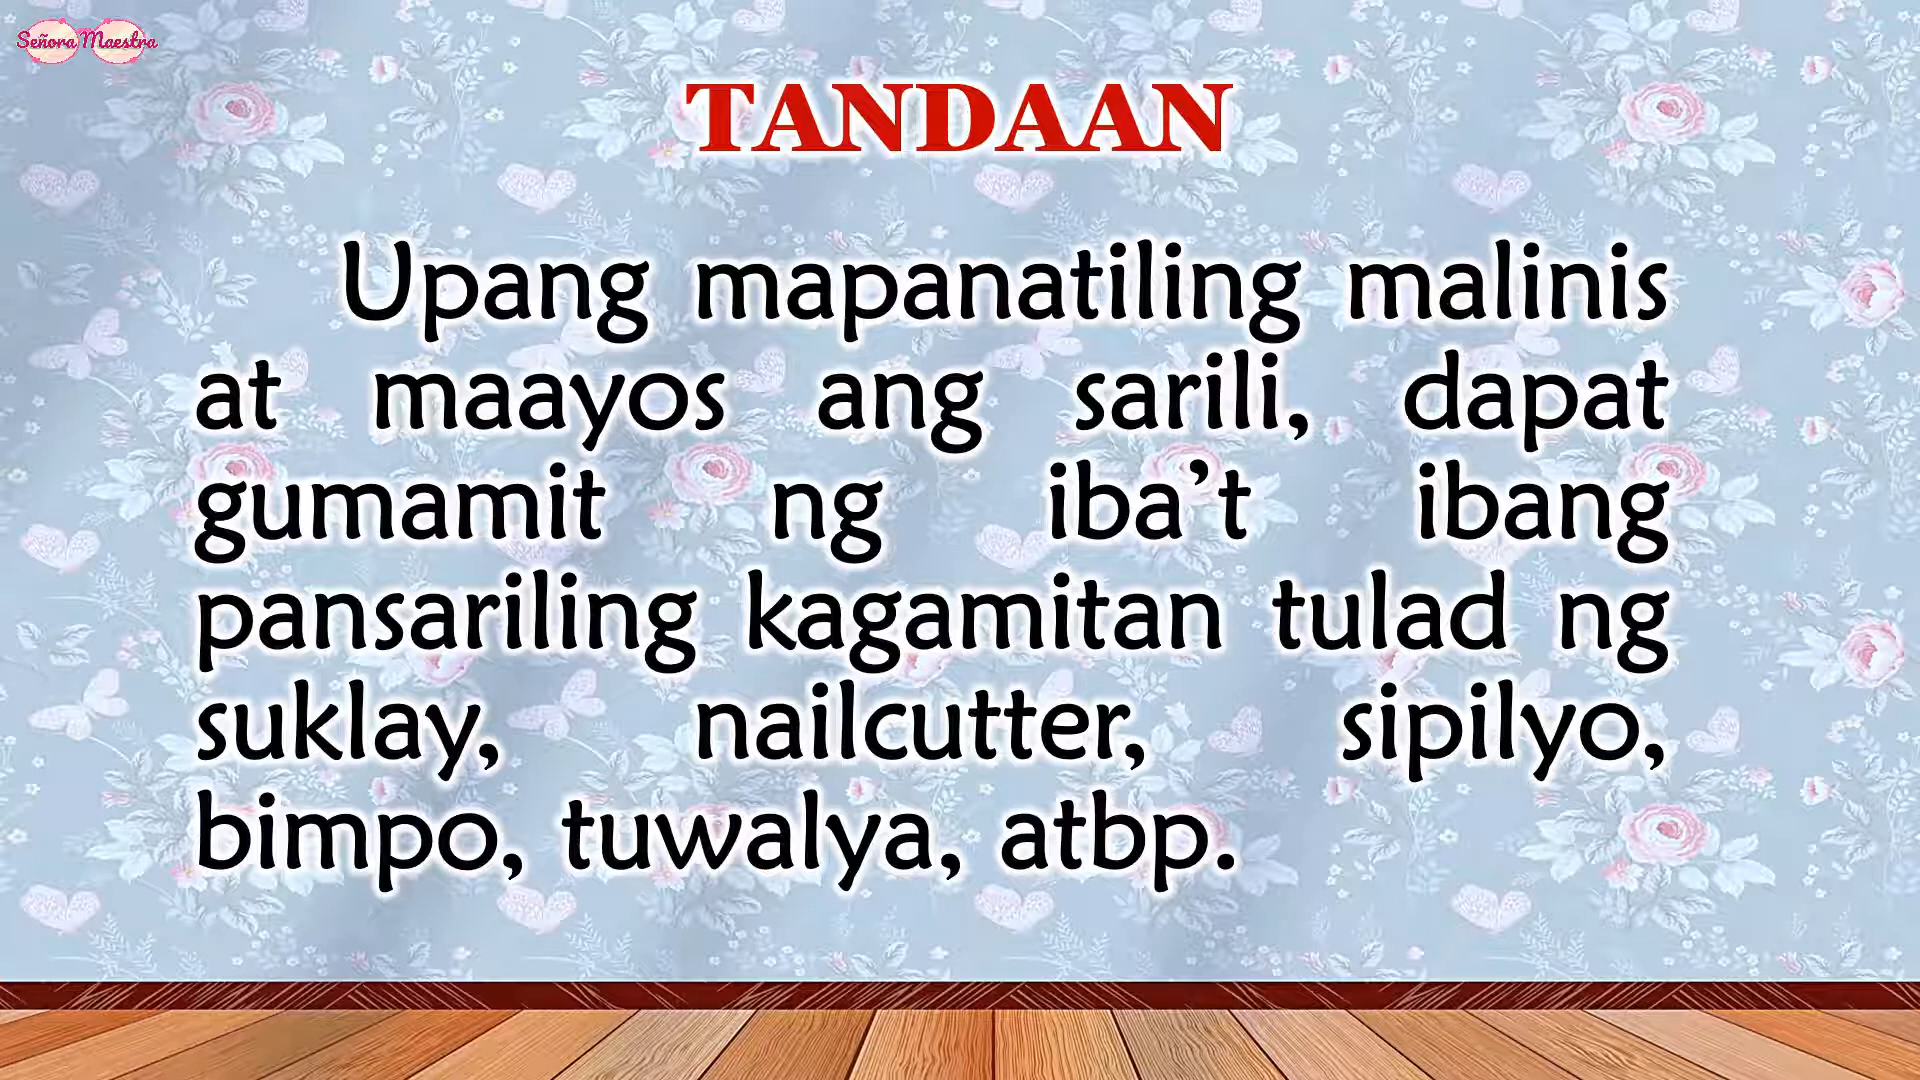 Señora Maestra
TANDAAN
Upang mapanatiling malinis
at maayos ang sarili, dapat
gumamit ng iba’t ibang
pansariling kagamitan tulad ng
suklay, nailcutter, sipilyo,
bimpo, tuwalya, atbp.